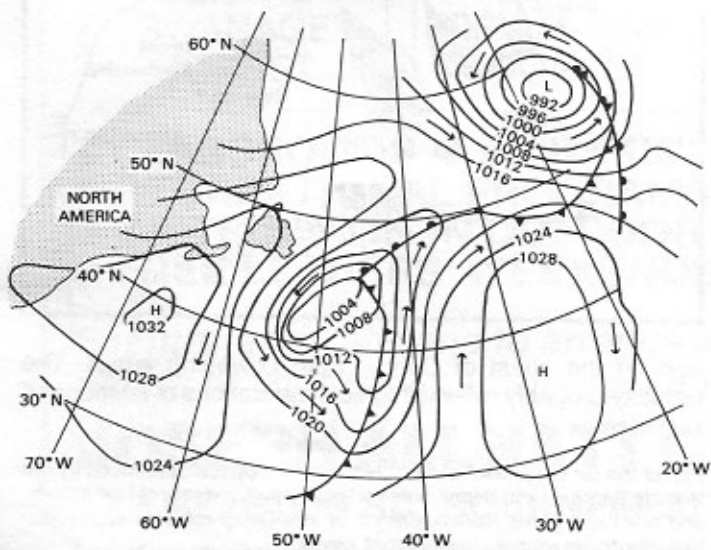 60° N
L
992
996
1000
1004
1008
1012
1016
50° N
NORTH
AMERICA
1024
1028
40° N
H
1032
1004
1008
1012
1016
1020
1028
H
30° N
1024
70° W
20° W
60° W
50° W
40° W
30° W